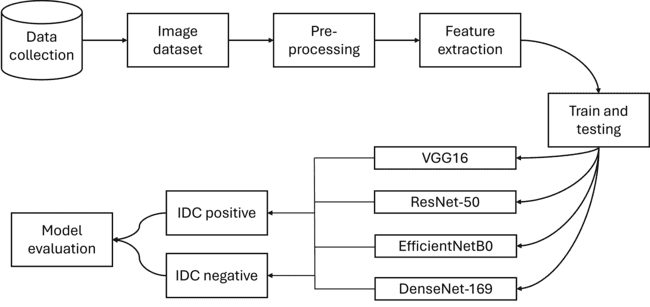 Data
collection
Image
dataset
Pre-
processing
Feature
extraction
Train and
testing
VGG16
ResNet-50
EfficientNetB0
DenseNet-169
IDC positive
IDC negative
Model
evaluation